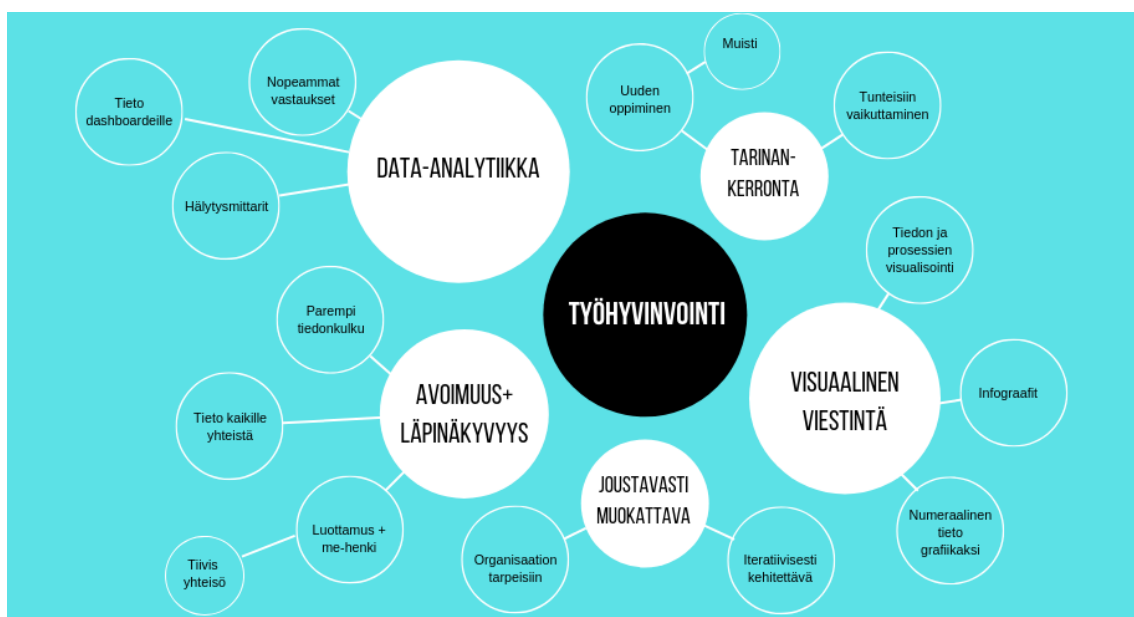 Nopeammat
vastaukset
Tieto
dashboardeille
Hälytysmittarit
DATA-ANALYTIIKKA
Muisti
Uuden
oppiminen
Tunteisiin
vaikuttaminen
TARINAN-
KERRONTA
TYÖHYVINVOINTI
Tiedon ja
prosessien
visualisointi
VISUAALINEN
VIESTINTÄ
Infograafit
Numeraalinen
tieto
grafiikaksi
Parempi
tiedonkulku
AVOIMUUS+
LÄPINÄKYVYYS
Tieto kaikille
yhteistä
Luottamus +
me-henki
Tiivis
yhteisö
JOUSTAVASTI
MUOKATTAVA
Organisaation
tarpeisiin
Iteratiivisesti
kehitettävä